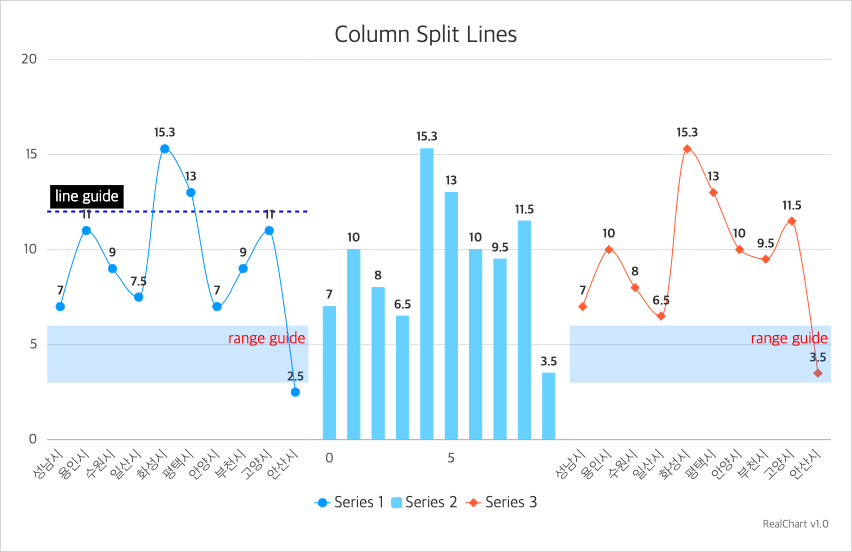 Column Split Lines
20
15
10
5
0
line guide
7
11
9
7.5
15.3
13
7
9
11
2.5
range guide
7
10
8
6.5
15.3
13
10
9.5
11.5
3.5
7
10
8
6.5
15.3
13
10
9.5
11.5
3.5
range guide
성남시
용인시
수원시
일산시
화성시
평택시
안양시
부천시
고양시
안산시
0
5
성남시
용인시
수원시
일산시
화성시
평택시
안양시
부천시
고양시
안산시
Series 1
Series 2
Series 3
RealChart v1.0